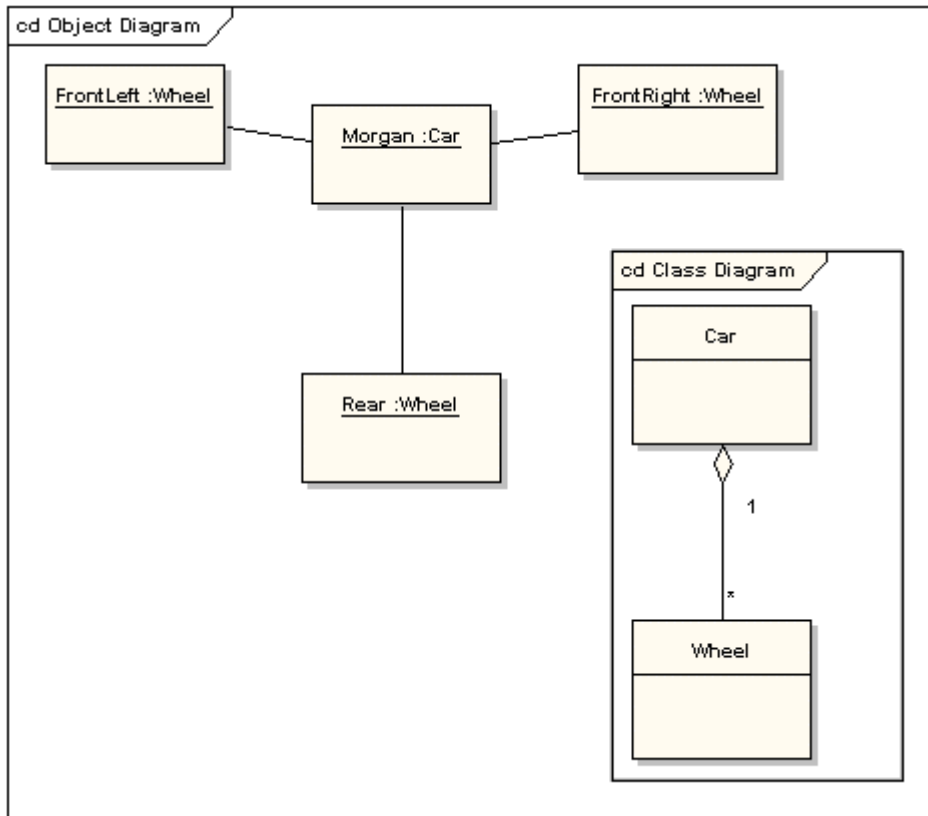 cd Object Diagram
FrontLeft :Wheel
Morgan :Car
FrontRight :Wheel
Rear :Wheel
cd Class Diagram
Car
1
*
Wheel